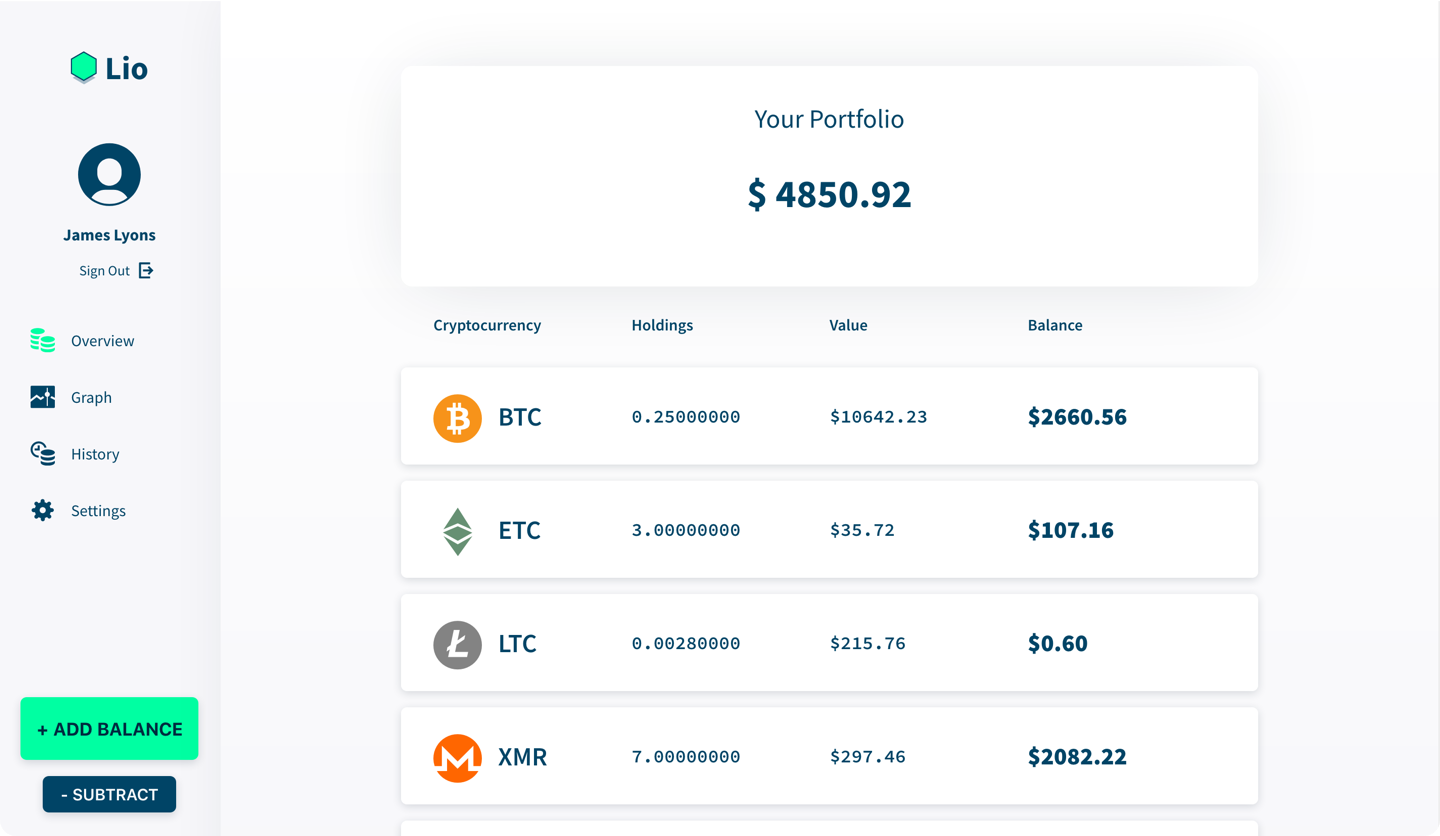 Lio
James Lyons
Sign Out
Overview
Graph
History
Settings
+ ADD BALANCE
- SUBTRACT
Your Portfolio
$ 4850.92
Cryptocurrency Holdings Value Balance
BTC 0.25000000 $10642.23 $2660.56
ETC 3.00000000 $35.72 $107.16
LTC 0.00280000 $215.76 $0.60
XMR 7.00000000 $297.46 $2082.22